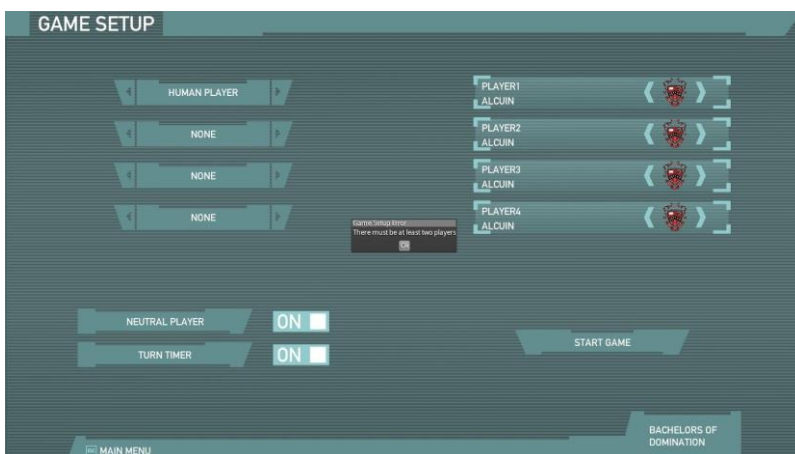 GAME SETUP
HUMAN PLAYER
NONE
NONE
NONE
PLAYER1
ALCUIN
PLAYER2
ALCUIN
PLAYER3
ALCUIN
PLAYER4
ALCUIN
Game Setup Error
There must be at least two players
Ok
NEUTRAL PLAYER
ON
TURN TIMER
ON
START GAME
BACHELORS OF
DOMINATION
MAIN MENU